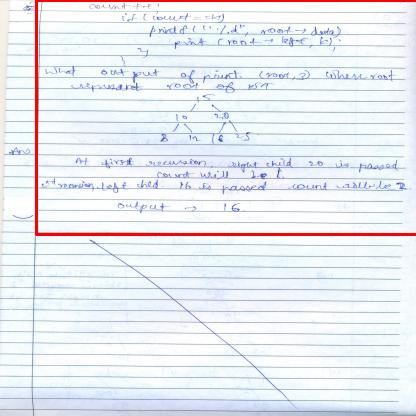 count++;
if (count == k)
printf("%d", root → data)
print (root → left, k);
}
}
What output of print (root, 3) where root
represent root of BST
15
10 20
8 12 16 25
Ans
At first recursion, right child 20 is passed
count will be 1.
left child 16 is passed count will be 2
output → 16